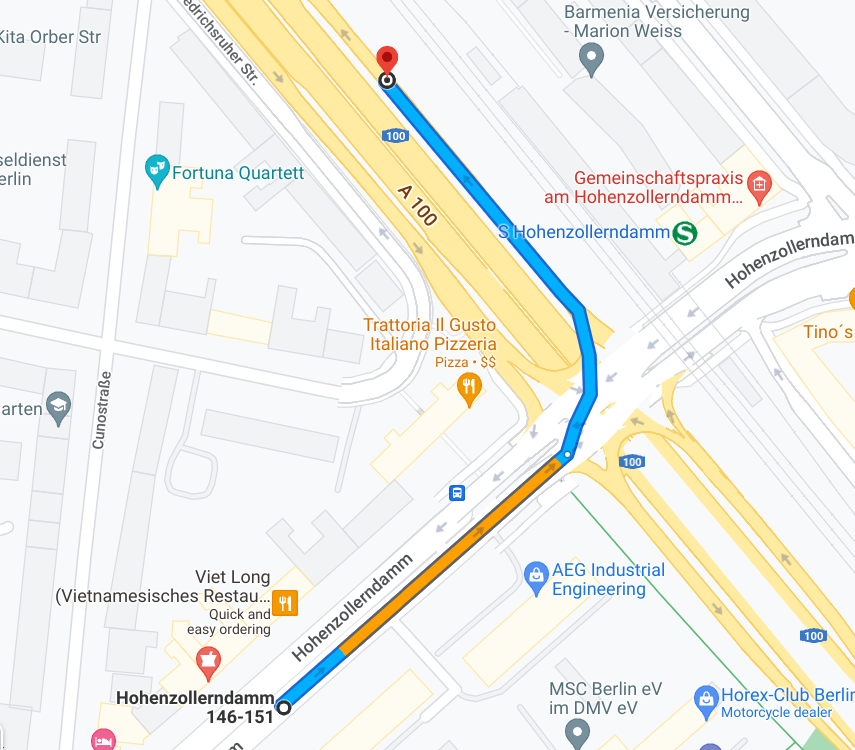 Barmenia Versicherung
- Marion Weiss
Kita Orber Str
edrichsruher Str.
100
seldienst
erlin
Fortuna Quartett
A 100
Gemeinschaftspraxis
am Hohenzollerndamm...
S Hohenzollerndamm
S
Hohenzollerndam
Trattoria Il Gusto
Italiano Pizzeria
Pizza • $$
Tino´s
arten
Cunostraße
100
Hohenzollerndamm
Viet Long
(Vietnamesisches Restau...
Quick and
easy ordering
AEG Industrial
Engineering
100
Hohenzollerndamm
146-151
MSC Berlin eV
im DMV eV
Horex-Club Berlin
Motorcycle dealer
m